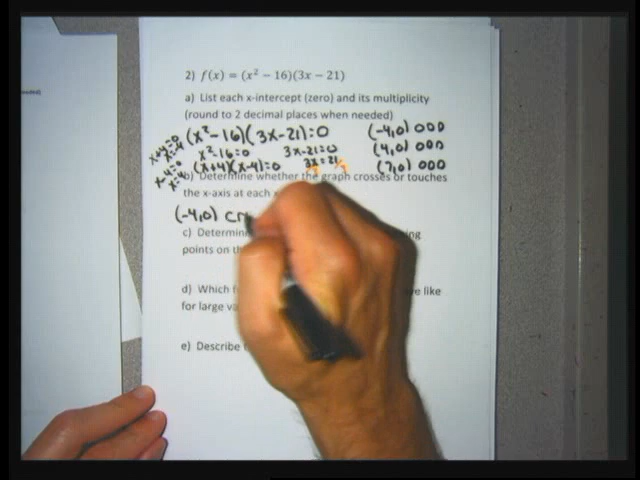 2) f(x) = (x² − 16)(3x − 21)
a) List each x-intercept (zero) and its multiplicity
(round to 2 decimal places when needed)
(x²-16)(3x-21)=0 (-4,0) ODD
x+4=0 x=-4 x²-16=0 3x-21=0 (4,0) ODD
x-4=0 x=4 (x+4)(x-4)=0 3x=21 (7,0) ODD
b) Determine whether the graph crosses or touches
the x-axis at each
(-4,0) cr
c) Determin
points on th
d) Which f like
for large va
e) Describe